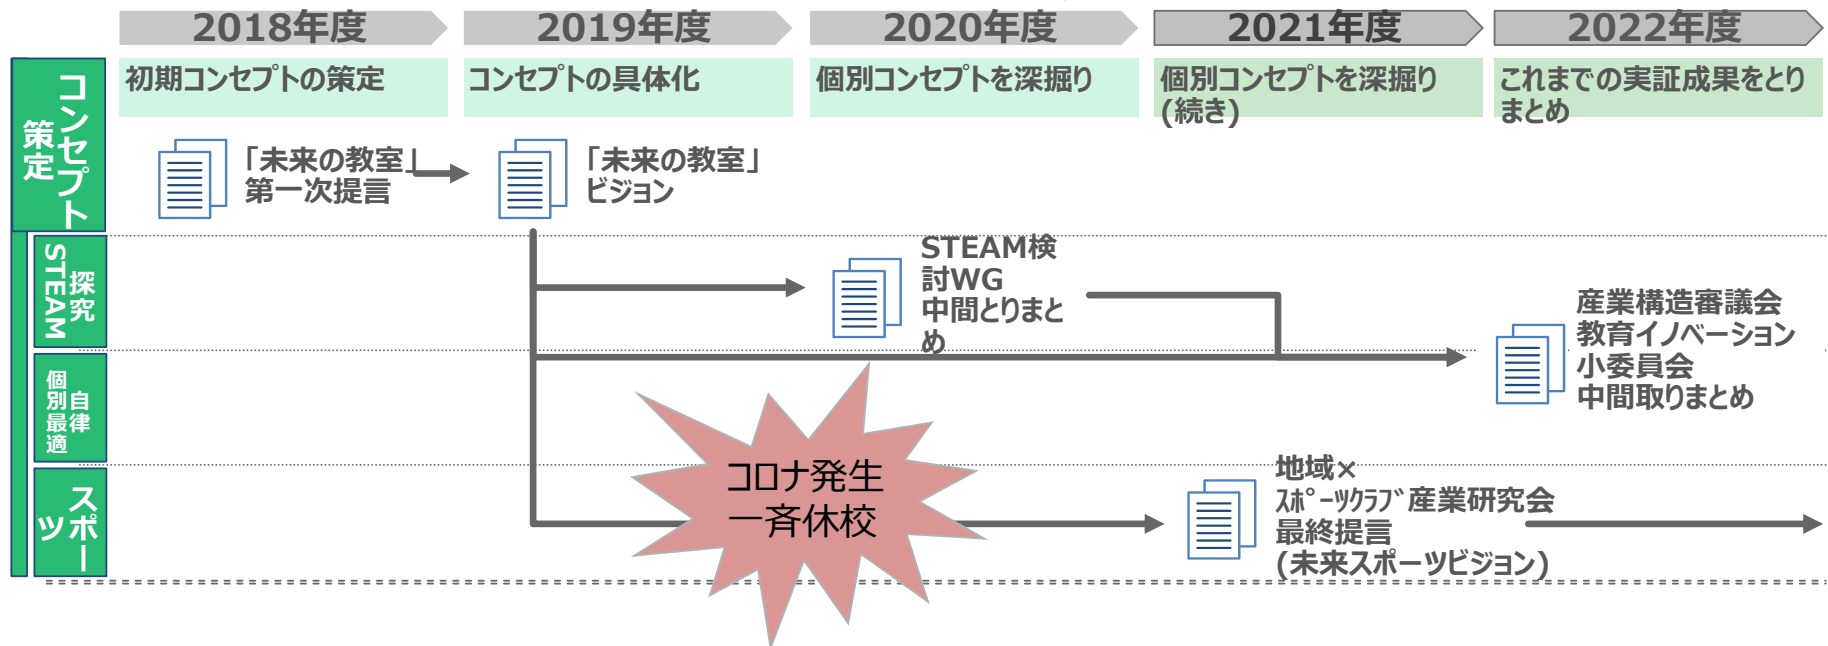 2018年度
2019年度
2020年度
2021年度
2022年度
コンセプト
策定
初期コンセプトの策定
コンセプトの具体化
個別コンセプトを深掘り
個別コンセプトを深掘り
(続き)
これまでの実証成果をとり
まとめ
「未来の教室」
第一次提言
「未来の教室」
ビジョン
探究
STEAM
STEAM検
討WG
中間とりまと
め
産業構造審議会
教育イノベーション
小委員会
中間取りまとめ
自律
個別最適
コロナ発生
一斉休校
スポー
ツ
地域×
ｽﾎﾟｰﾂｸﾗﾌﾞ産業研究会
最終提言
(未来スポーツビジョン)